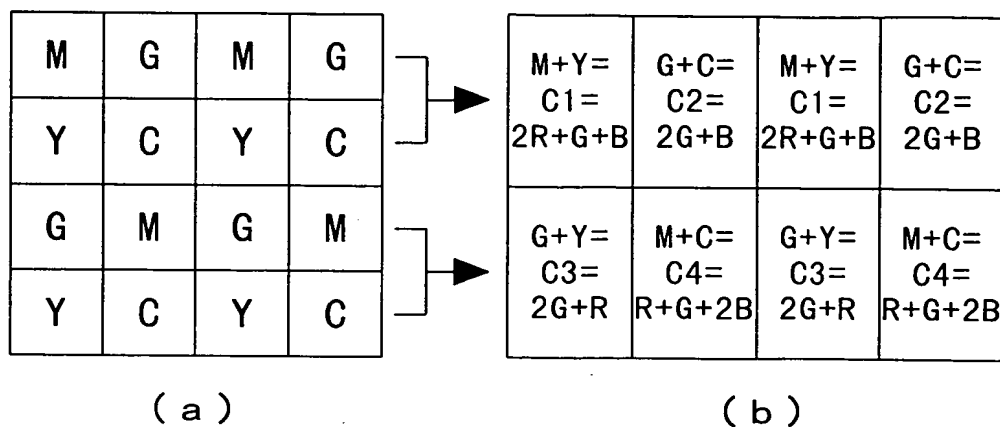 M G M G
Y C Y C
G M G M
Y C Y C
M+Y= G+C= M+Y= G+C=
C1= C2= C1= C2=
2R+G+B 2G+B 2R+G+B 2G+B
G+Y= M+C= G+Y= M+C=
C3= C4= C3= C4=
2G+R R+G+2B 2G+R R+G+2B
( a ) ( b )